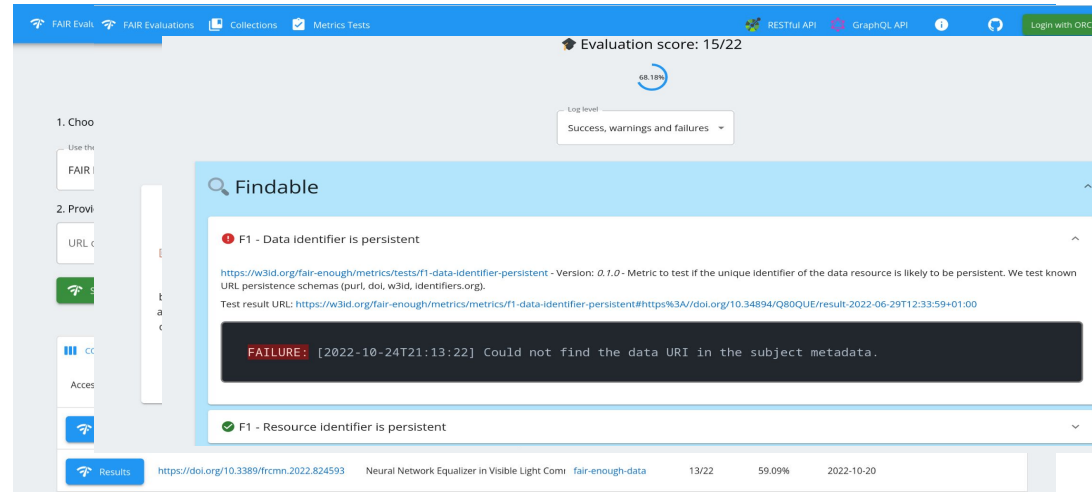 FAIR Evalu
FAIR Evaluations Collections Metrics Tests RESTful API GraphQL API Login with ORC
🎓 Evaluation score: 15/22
68.18%
1. Choo
Use the
FAIR
Log level
Success, warnings and failures
2. Provi
URL
Findable
F1 - Data identifier is persistent
https://w3id.org/fair-enough/metrics/tests/f1-data-identifier-persistent - Version: 0.1.0 - Metric to test if the unique identifier of the data resource is likely to be persistent. We test known
URL persistence schemas (purl, doi, w3id, identifiers.org).
Test result URL: https://w3id.org/fair-enough/metrics/metrics/f1-data-identifier-persistent#https%3A//doi.org/10.34894/Q80QUE/result-2022-06-29T12:33:59+01:00
FAILURE: [2022-10-24T21:13:22] Could not find the data URI in the subject metadata.
Acces
F1 - Resource identifier is persistent
Results https://doi.org/10.3389/frcmn.2022.824593 Neural Network Equalizer in Visible Light Com fair-enough-data 13/22 59.09% 2022-10-20